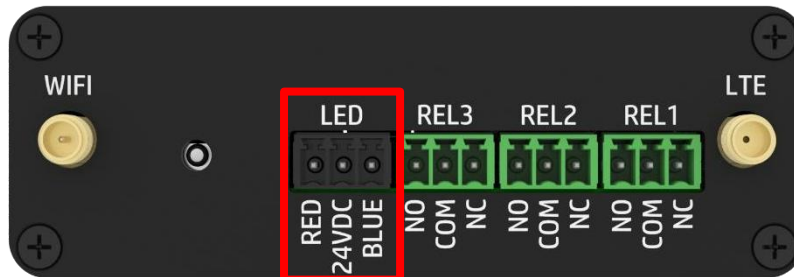 WIFI
LTE
LED
REL3
REL2
REL1
RED
24VDC
BLUE
NO
COM
NC
NO
COM
NC
NO
COM
NC